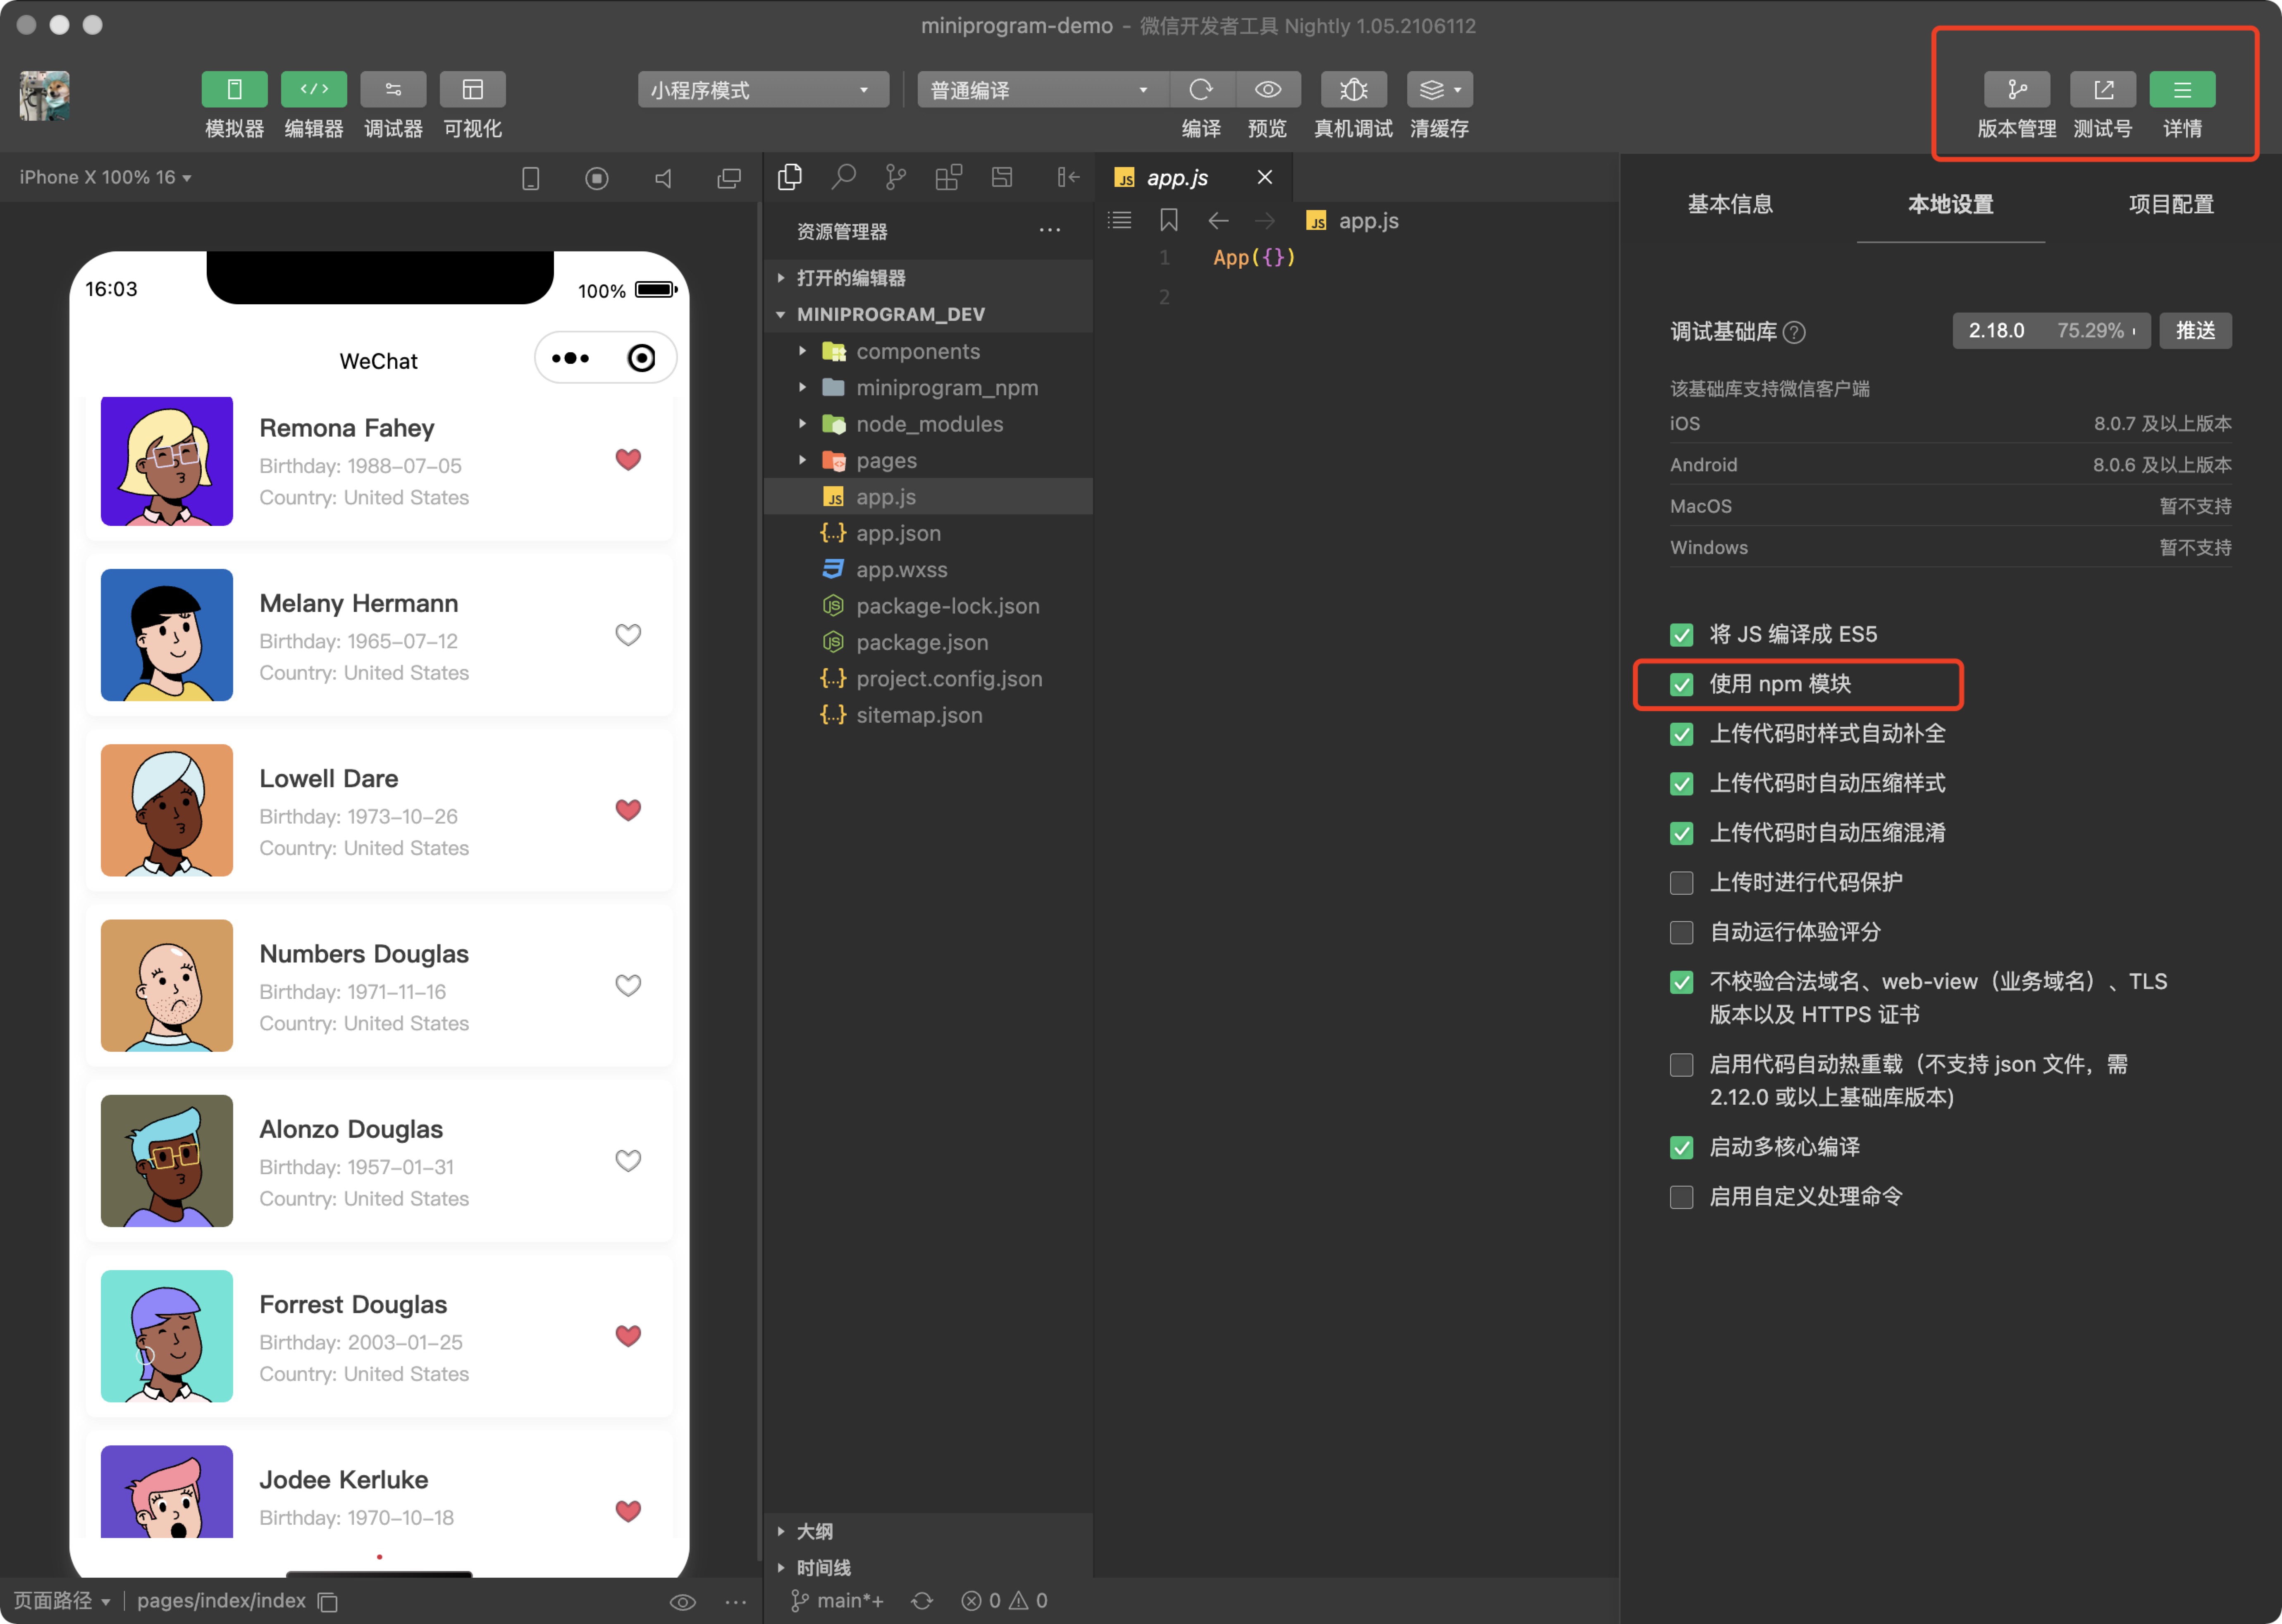 miniprogram-demo – 微信开发者工具 Nightly 1.05.2106112
模拟器 编辑器 调试器 可视化
小程序模式
普通编译
编译 预览 真机调试 清缓存
版本管理 测试号 详情
iPhone X 100% 16
16:03
100%
WeChat
Remona Fahey
Birthday: 1988-07-05
Country: United States
Melany Hermann
Birthday: 1965-07-12
Country: United States
Lowell Dare
Birthday: 1973-10-26
Country: United States
Numbers Douglas
Birthday: 1971-11-16
Country: United States
Alonzo Douglas
Birthday: 1957-01-31
Country: United States
Forrest Douglas
Birthday: 2003-01-25
Country: United States
Jodee Kerluke
Birthday: 1970-10-18
页面路径 pages/index/index
资源管理器
打开的编辑器
MINIPROGRAM_DEV
components
miniprogram_npm
node_modules
pages
JS app.js
{..} app.json
app.wxss
JS package-lock.json
JS package.json
{..} project.config.json
{..} sitemap.json
大纲
时间线
main*+ 0 0
JS app.js
JS app.js
1 App({})
2
基本信息 本地设置 项目配置
调试基础库 ? 2.18.0 75.29% 推送
该基础库支持微信客户端
iOS 8.0.7 及以上版本
Android 8.0.6 及以上版本
MacOS 暂不支持
Windows 暂不支持
将 JS 编译成 ES5
使用 npm 模块
上传代码时样式自动补全
上传代码时自动压缩样式
上传代码时自动压缩混淆
上传时进行代码保护
自动运行体验评分
不校验合法域名、web-view（业务域名）、TLS
版本以及 HTTPS 证书
启用代码自动热重载（不支持 json 文件，需
2.12.0 或以上基础库版本)
启动多核心编译
启用自定义处理命令